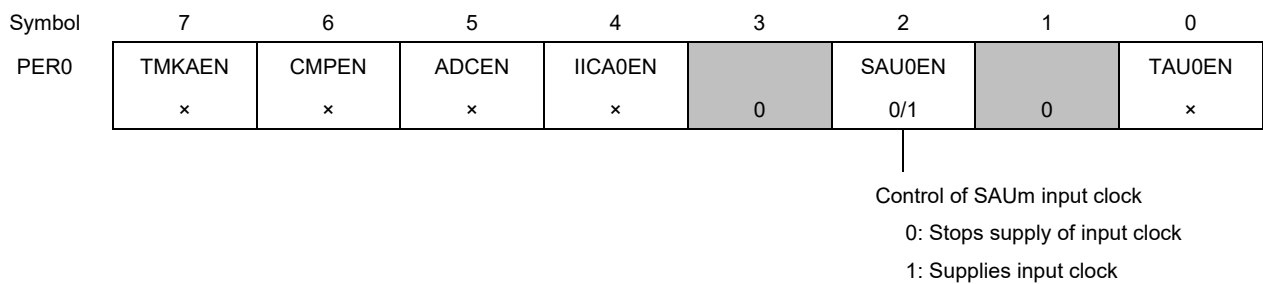 Symbol 7 6 5 4 3 2 1 0
PER0 TMKAEN CMPEN ADCEN IICA0EN SAU0EN TAU0EN
× × × × 0 0/1 0 ×
Control of SAUm input clock
0: Stops supply of input clock
1: Supplies input clock